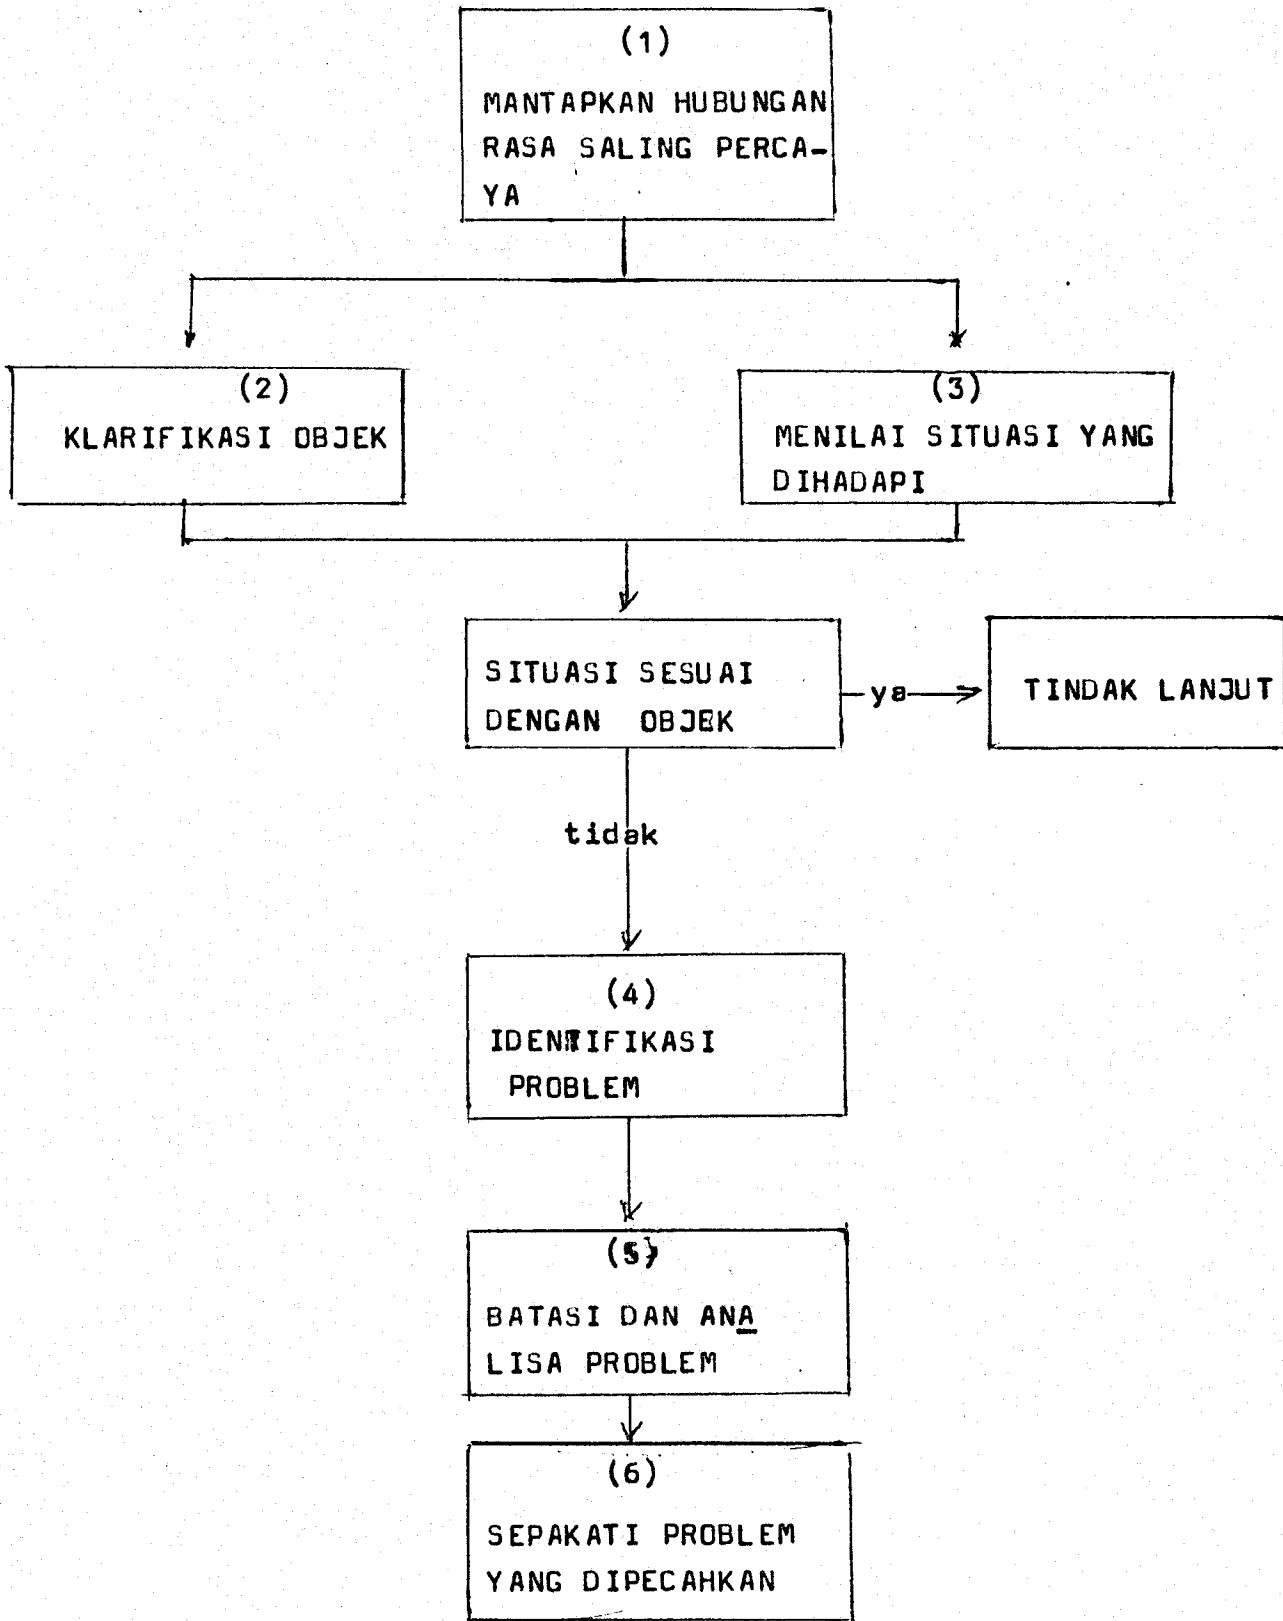 (1)
MANTAPKAN HUBUNGAN
RASA SALING PERCA-
YA
(2)
KLARIFIKASI OBJEK
(3)
MENILAI SITUASI YANG
DIHADAPI
SITUASI SESUAI
DENGAN OBJEK
ya
TINDAK LANJUT
tidak
(4)
IDENTIFIKASI
PROBLEM
(5)
BATASI DAN ANA
LISA PROBLEM
(6)
SEPAKATI PROBLEM
YANG DIPECAHKAN